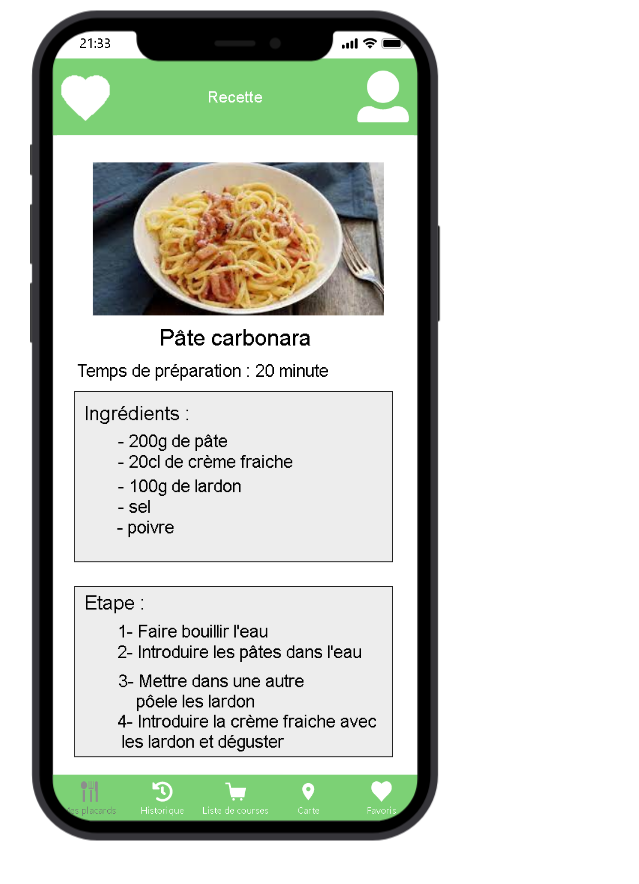 21:33
Recette
Pâte carbonara
Temps de préparation : 20 minute
Ingrédients :
- 200g de pâte
- 20cl de crème fraiche
- 100g de lardon
- sel
- poivre
Etape :
1- Faire bouillir l'eau
2- Introduire les pâtes dans l'eau
3- Mettre dans une autre
pôele les lardon
4- Introduire la crème fraiche avec
les lardon et déguster
placards Historique Liste de courses Carte Favoris